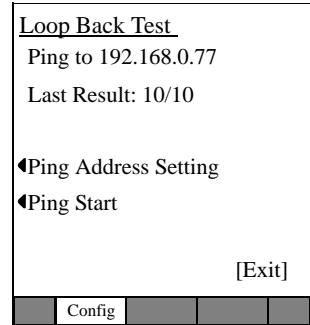 Loop Back Test
Ping to 192.168.0.77
Last Result: 10/10
Ping Address Setting
Ping Start
[Exit]
Config